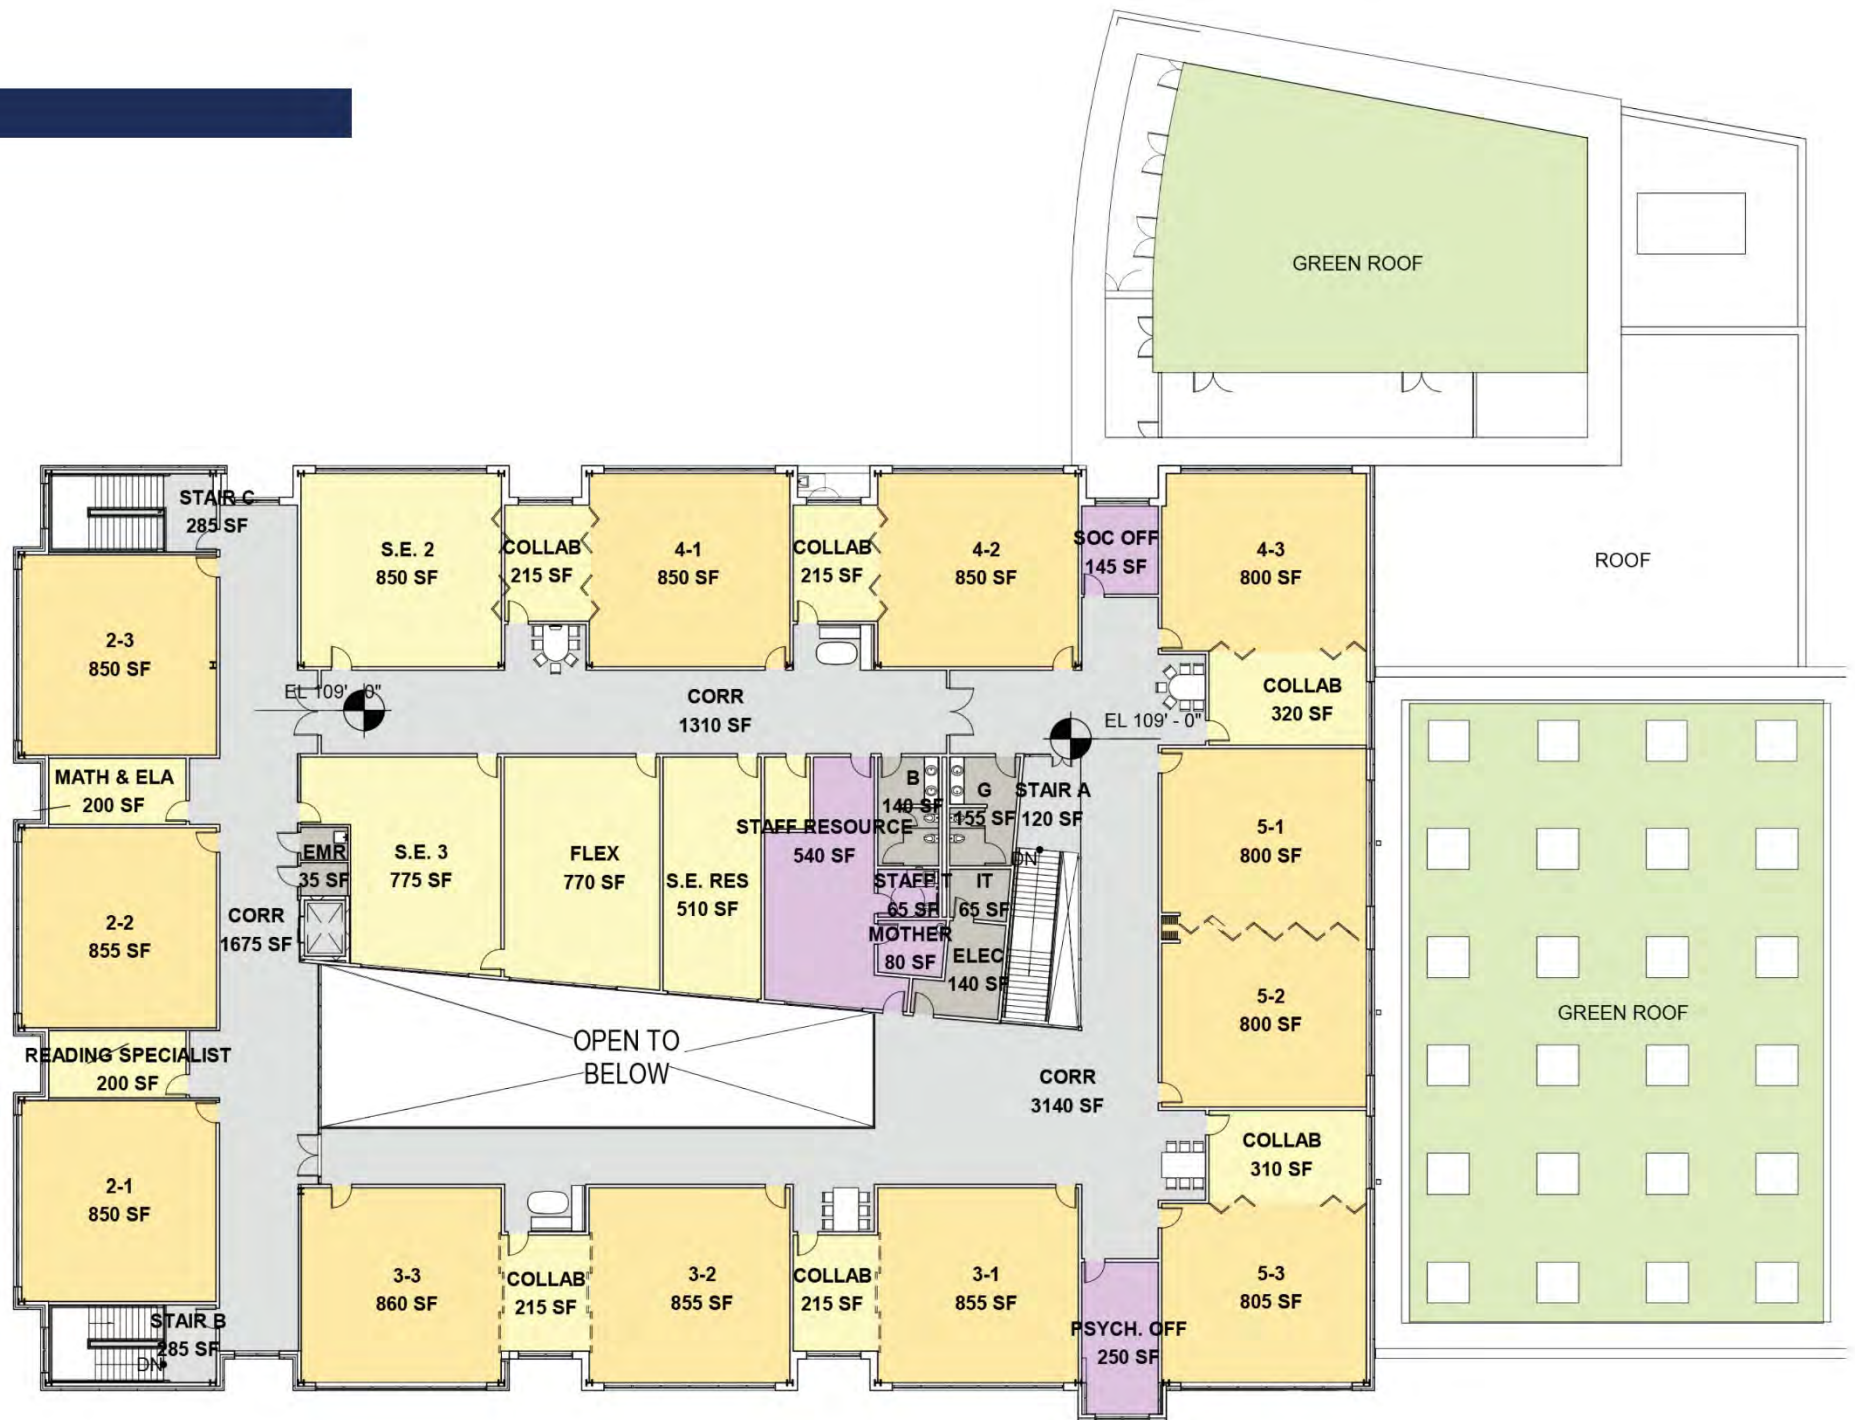 GREEN ROOF
STAIR C
285 SF
S.E. 2
850 SF
COLLAB
215 SF
4-1
850 SF
COLLAB
215 SF
4-2
850 SF
SOC OFF
145 SF
4-3
800 SF
ROOF
2-3
850 SF
EL 109' - 0"
CORR
1310 SF
EL 109' - 0"
COLLAB
320 SF
MATH & ELA
200 SF
S.E. 3
775 SF
FLEX
770 SF
S.E. RES
510 SF
STAFF RESOURCE
540 SF
B
140 SF
G
155 SF
STAIR A
120 SF
DN
5-1
800 SF
EMR
35 SF
STAFF T
65 SF
IT
65 SF
2-2
855 SF
CORR
1675 SF
MOTHER
80 SF
ELEC
140 SF
5-2
800 SF
GREEN ROOF
OPEN TO
BELOW
READING SPECIALIST
200 SF
CORR
3140 SF
COLLAB
310 SF
2-1
850 SF
3-3
860 SF
COLLAB
215 SF
3-2
855 SF
COLLAB
215 SF
3-1
855 SF
5-3
805 SF
STAIR B
285 SF
DN
PSYCH. OFF
250 SF